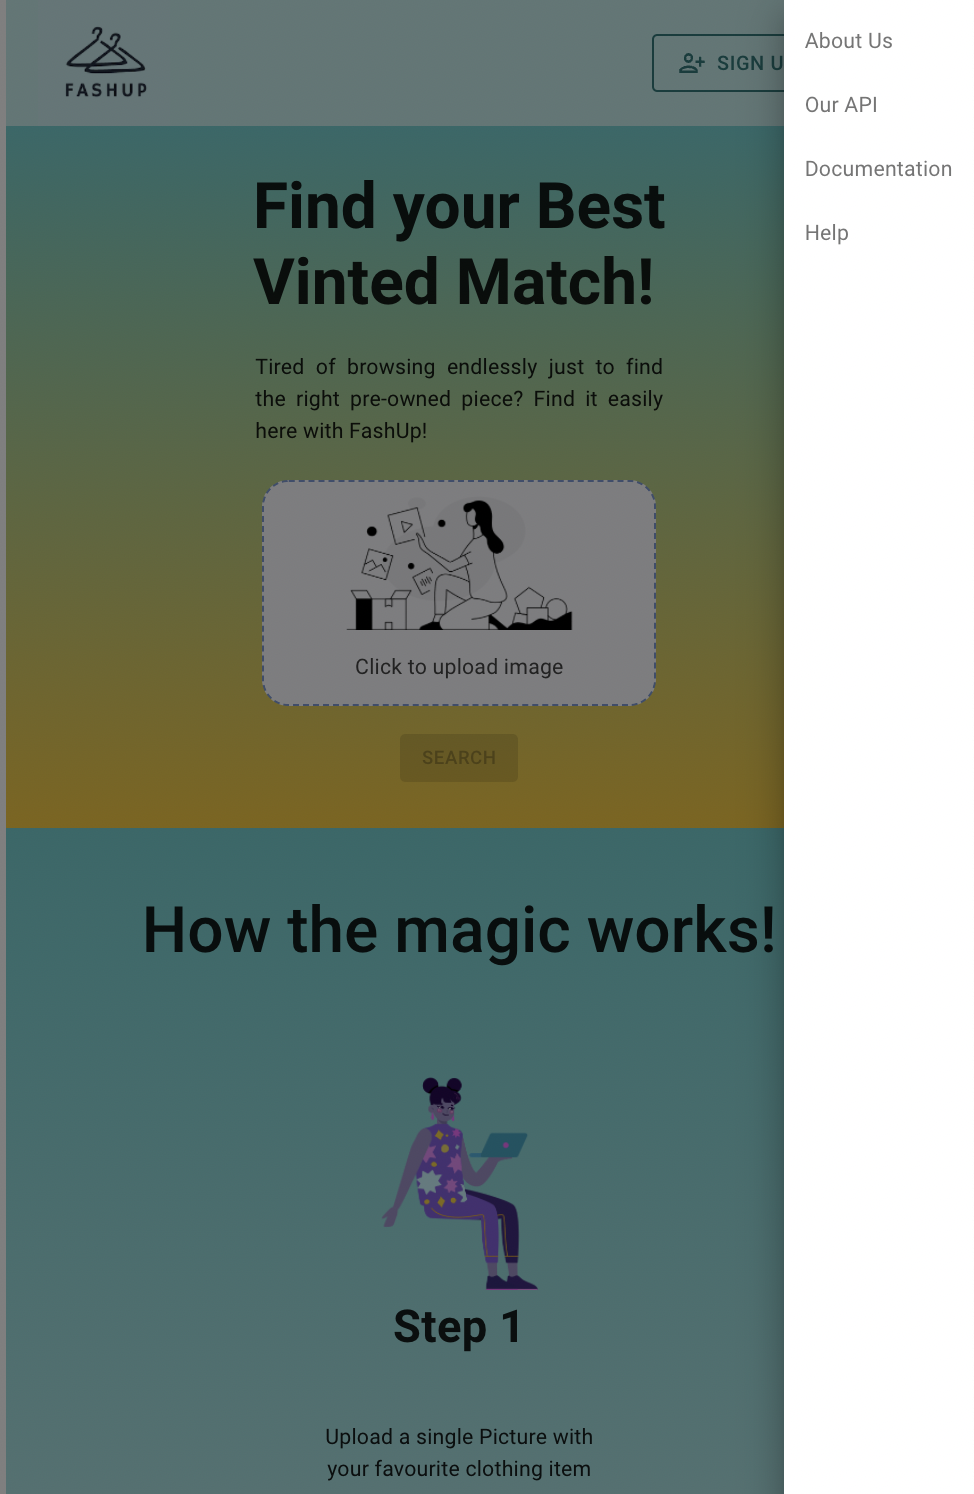 FASHUP
SIGN U
About Us
Our API
Documentation
Help
Find your Best
Vinted Match!
Tired of browsing endlessly just to find
the right pre-owned piece? Find it easily
here with FashUp!
Click to upload image
SEARCH
How the magic works!
Step 1
Upload a single Picture with
your favourite clothing item